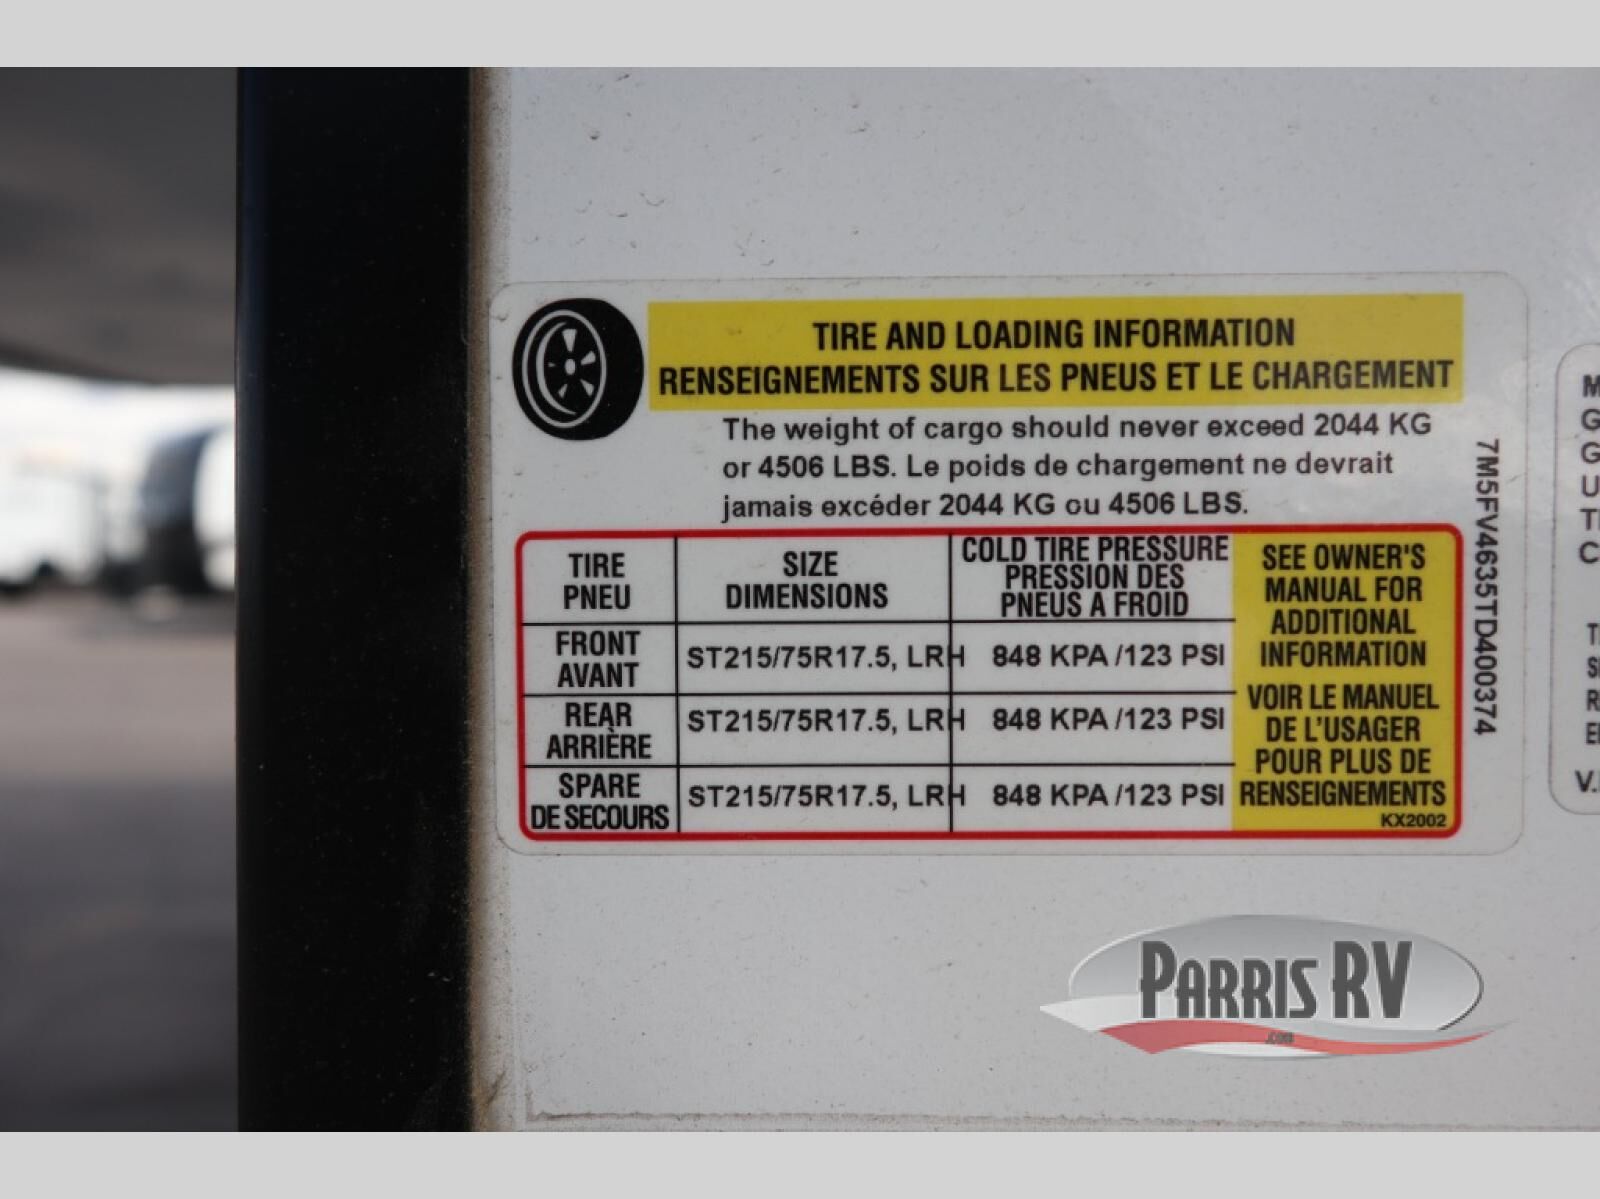 TIRE AND LOADING INFORMATION
RENSEIGNEMENTS SUR LES PNEUS ET LE CHARGEMENT
The weight of cargo should never exceed 2044 KG
or 4506 LBS. Le poids de chargement ne devrait
jamais excéder 2044 KG ou 4506 LBS.
TIRE
PNEU
SIZE
DIMENSIONS
COLD TIRE PRESSURE
PRESSION DES
PNEUS A FROID
FRONT
AVANT
ST215/75R17.5, LRH
848 KPA /123 PSI
REAR
ARRIÈRE
ST215/75R17.5, LRH
848 KPA /123 PSI
SPARE
DE SECOURS
ST215/75R17.5, LRH
848 KPA /123 PSI
SEE OWNER'S
MANUAL FOR
ADDITIONAL
INFORMATION
VOIR LE MANUEL
DE L'USAGER
POUR PLUS DE
RENSEIGNEMENTS
KX2002
7M5FV4635TD400374
PARRIS RV
.COM